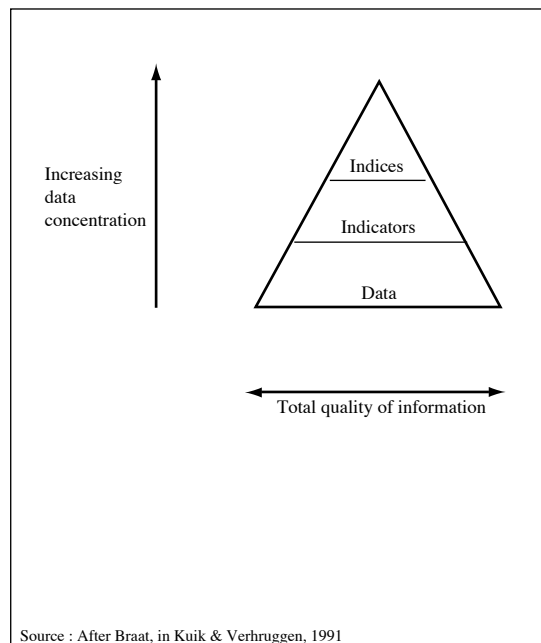 Increasing
data
concentration
Indices
Indicators
Data
Total quality of information
Source : After Braat, in Kuik & Verhruggen, 1991